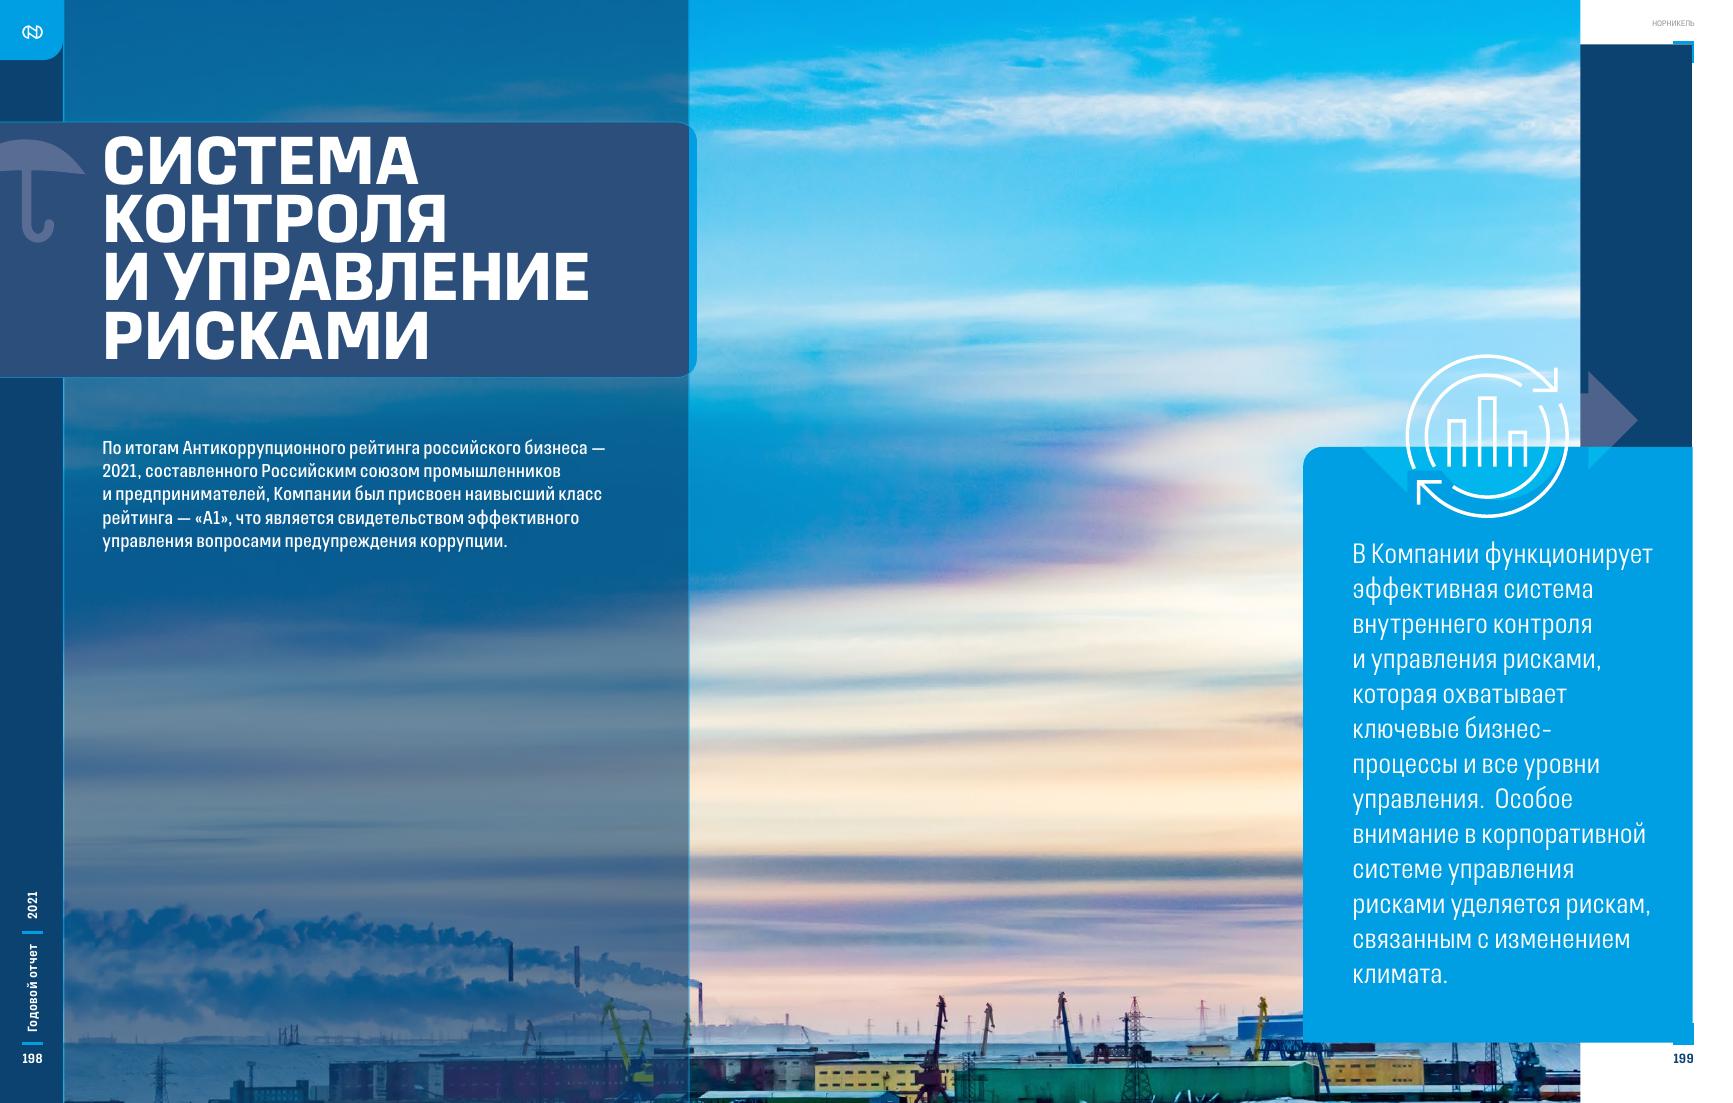 НОРНИКЕЛЬ
СИСТЕМА
КОНТРОЛЯ
И УПРАВЛЕНИЕ
РИСКАМИ
По итогам Антикоррупционного рейтинга российского бизнеса —
2021, составленного Российским союзом промышленников
и предпринимателей, Компании был присвоен наивысший класс
рейтинга — «А1», что является свидетельством эффективного
управления вопросами предупреждения коррупции.
В Компании функционирует
эффективная система
внутреннего контроля
и управления рисками,
которая охватывает
ключевые бизнес-
процессы и все уровни
управления. Особое
внимание в корпоративной
системе управления
рисками уделяется рискам,
связанным с изменением
климата.
Годовой отчет
2021
198
199